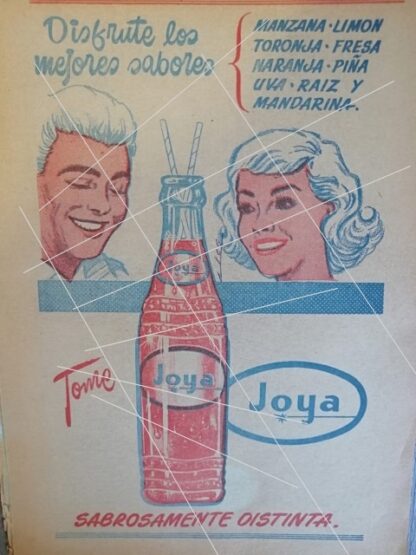 Disfrute los
mejores sabores
MANZANA · LIMON
TORONJA · FRESA
NARANJA · PIÑA
UVA · RAIZ Y
MANDARINA.
Joya
Tome
Joya
Joya
SABROSAMENTE DISTINTA.